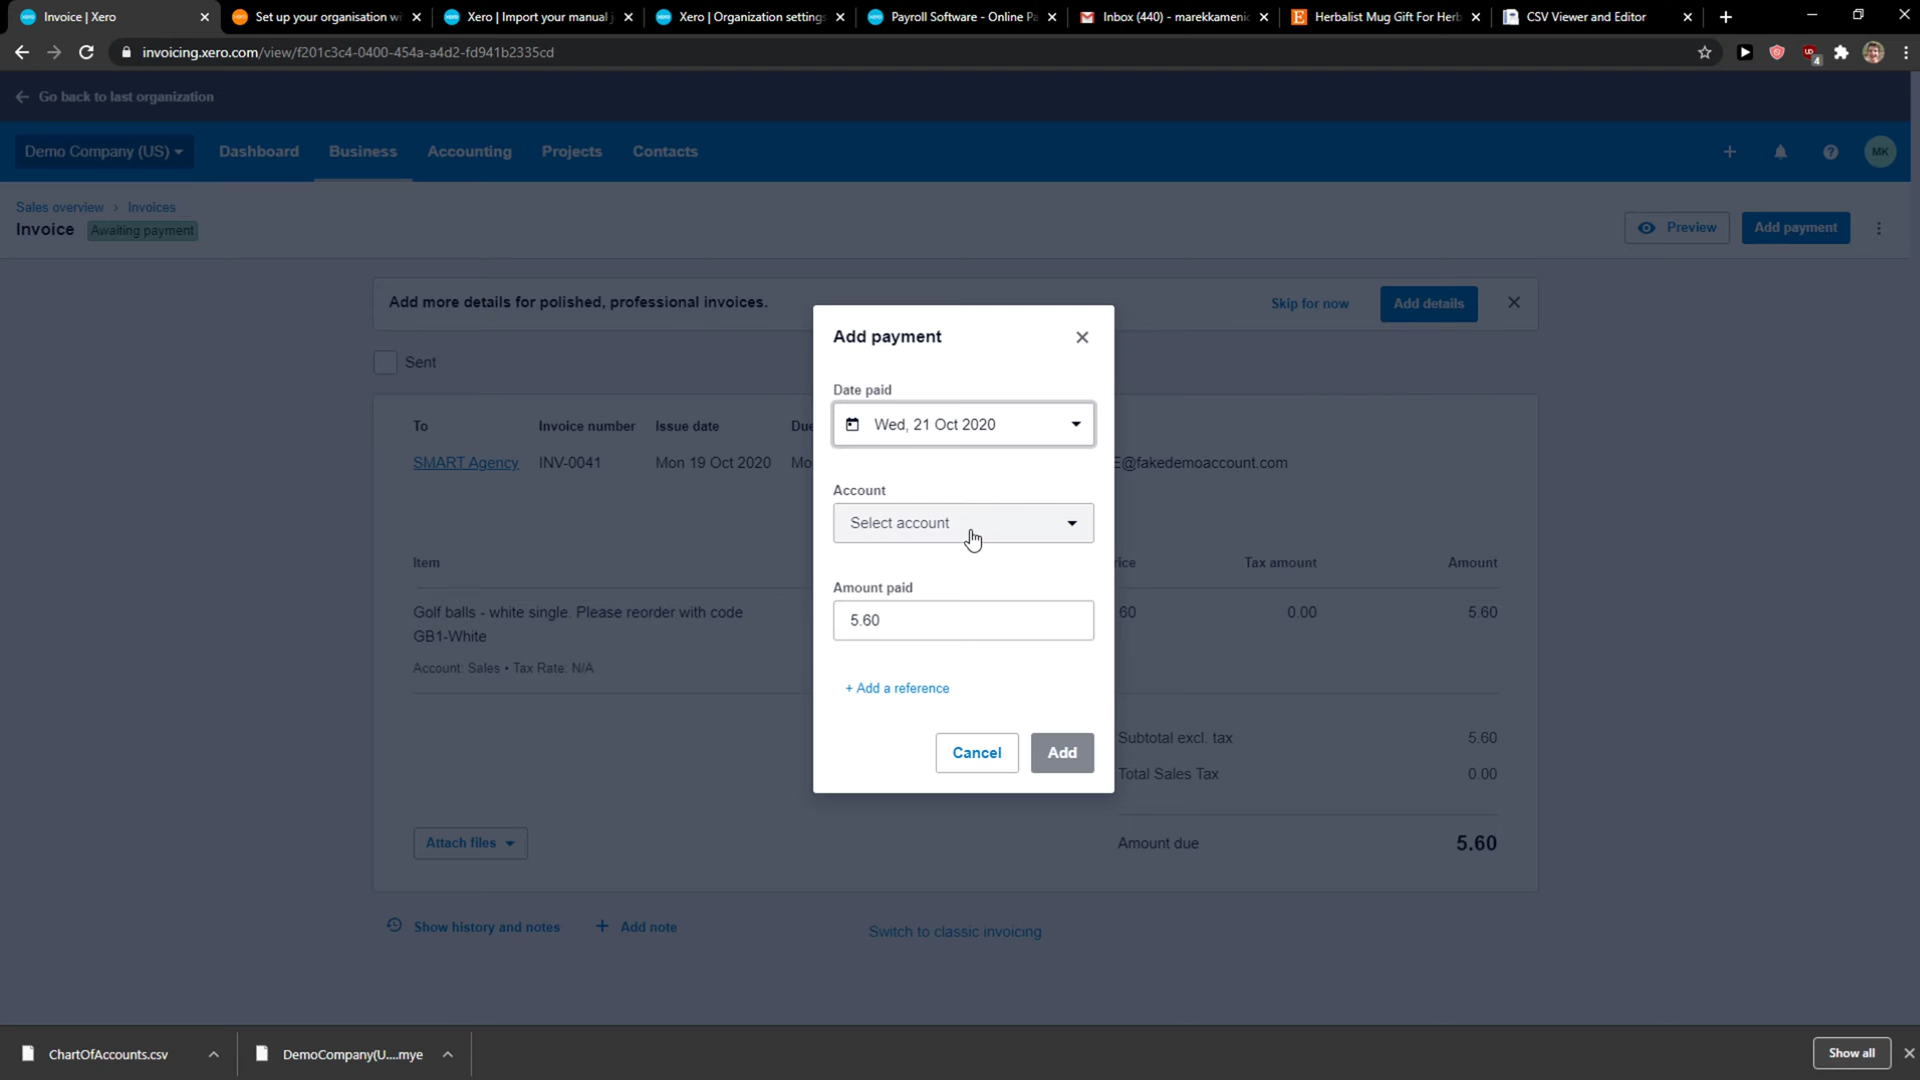 Invoice | Xero
Set up your organisation wi
Xero | Import your manual j
Xero | Organization settings
Payroll Software - Online Pa
Inbox (440) - marekkamenic
Herbalist Mug Gift For Herb
CSV Viewer and Editor
invoicing.xero.com/view/f201c3c4-0400-454a-a4d2-fd941b2335cd
4
Go back to last organization
Demo Company (US)
Dashboard
Business
Accounting
Projects
Contacts
MK
Sales overview > Invoices
Invoice Awaiting payment
Preview
Add payment
Add more details for polished, professional invoices.
Skip for now
Add details
Sent
Add payment
Date paid
Wed, 21 Oct 2020
Account
Select account
Amount paid
5.60
+ Add a reference
Cancel
Add
To
Invoice number
Issue date
Due
SMART Agency
INV-0041
Mon 19 Oct 2020
Mo
E@fakedemoaccount.com
Item
rice
Tax amount
Amount
Golf balls - white single. Please reorder with code
GB1-White
60
0.00
5.60
Account: Sales • Tax Rate: N/A
Subtotal excl. tax
5.60
Total Sales Tax
0.00
Attach files
Amount due
5.60
Show history and notes
+ Add note
Switch to classic invoicing
ChartOfAccounts.csv
DemoCompany(U....mye
Show all